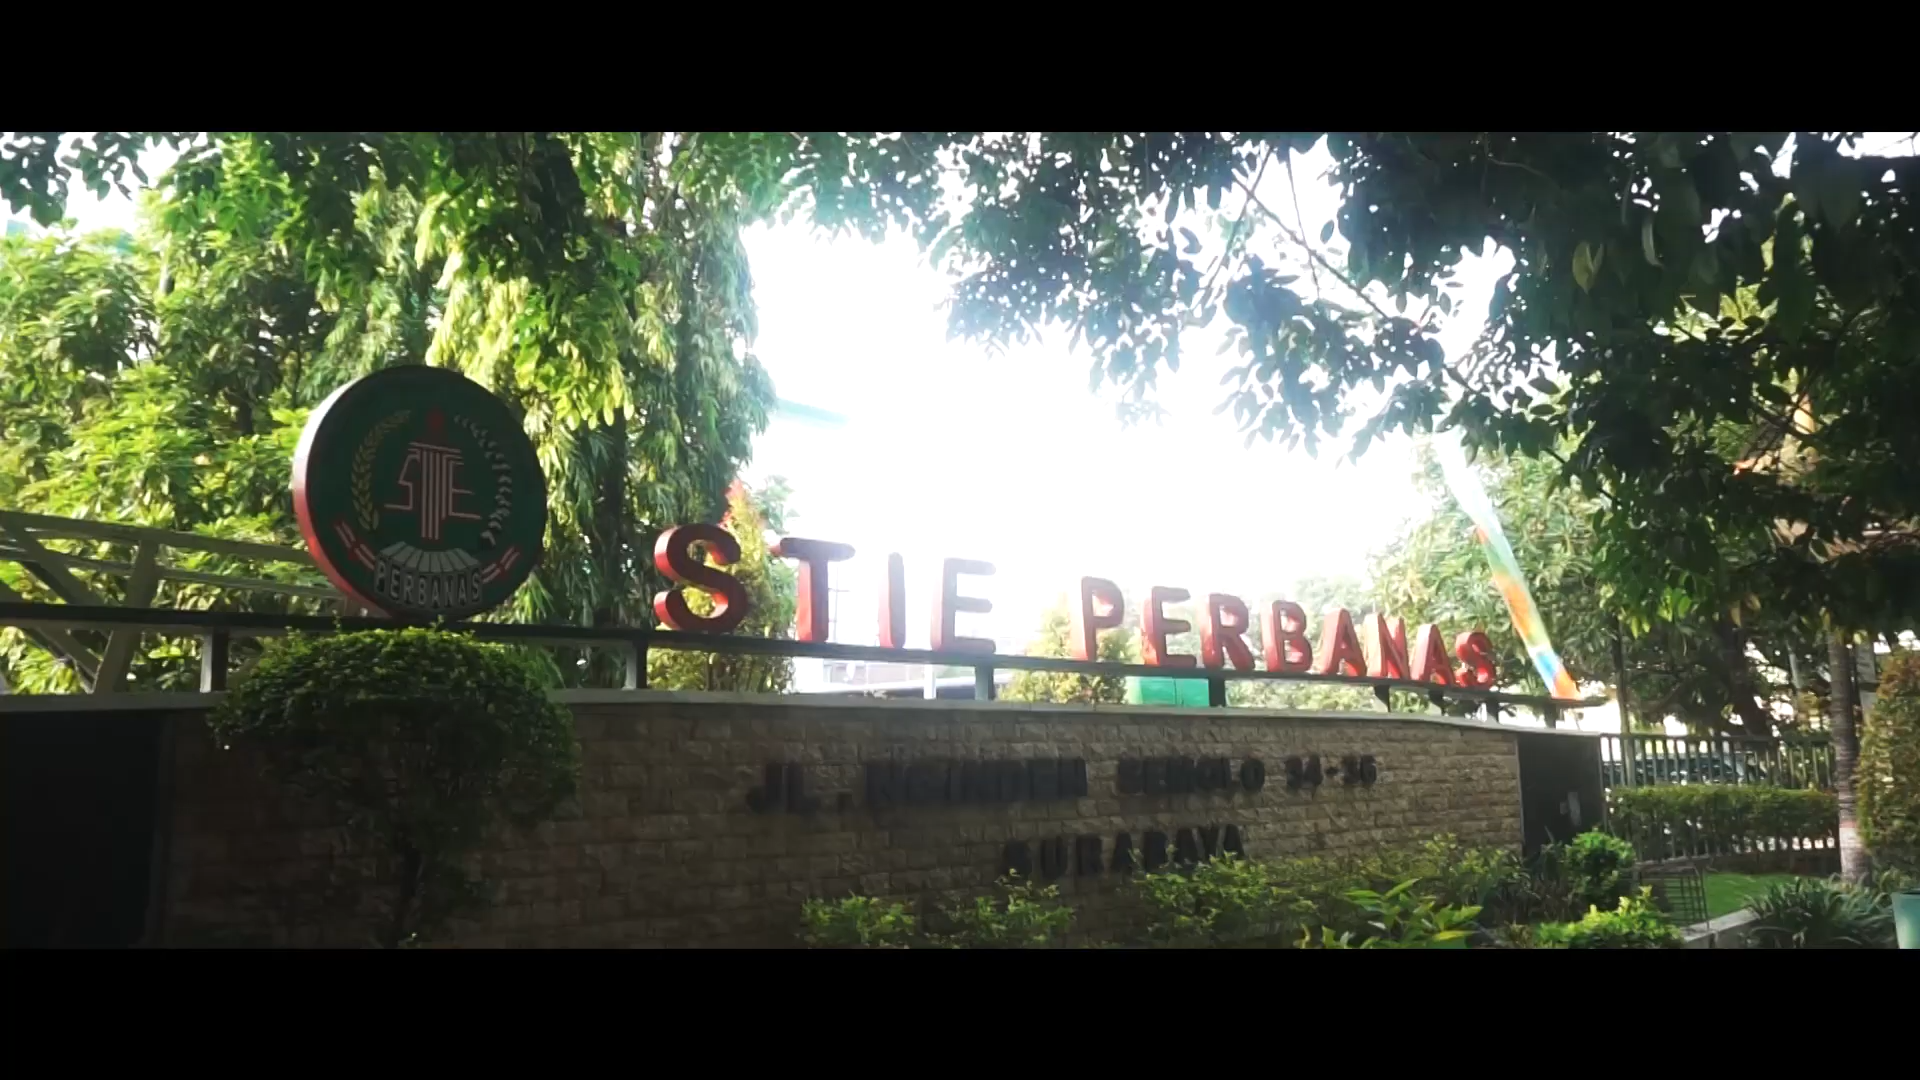 STIE
PERBANAS
STIE PERBANAS
JL. NGINDEN SEMOLO 34-36
SURABAYA